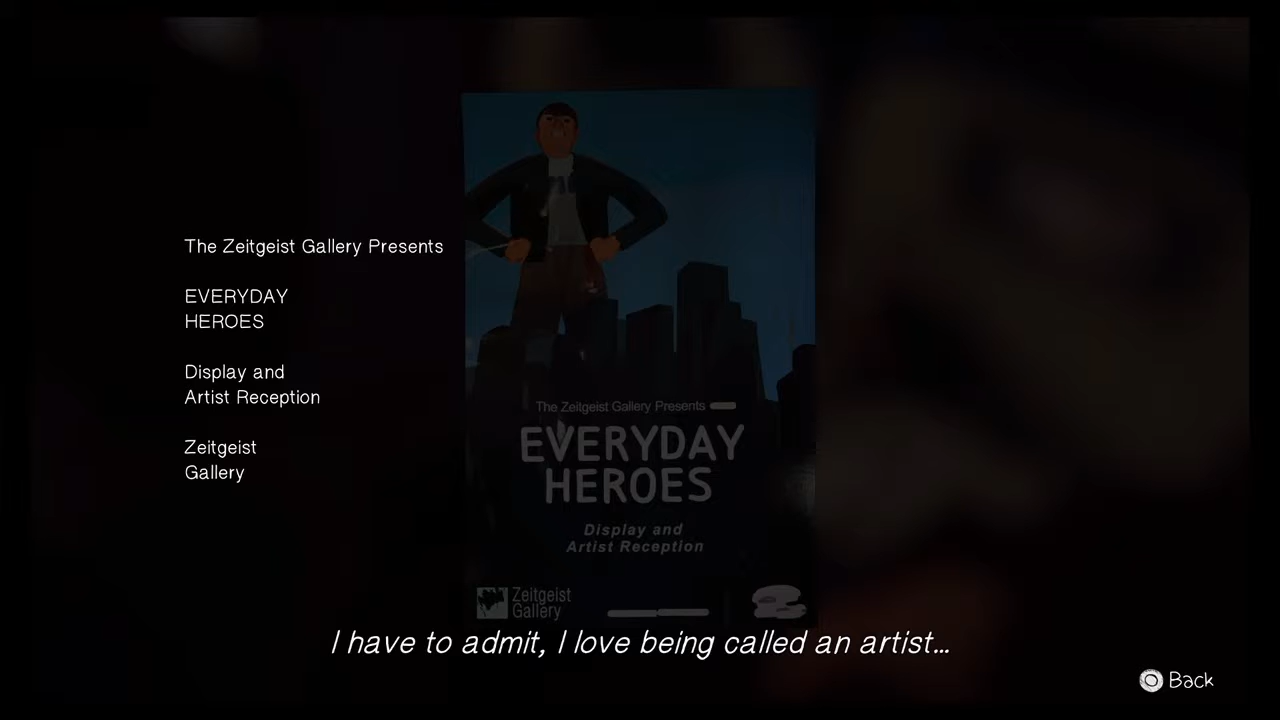 The Zeitgeist Gallery Presents
EVERYDAY
HEROES
Display and
Artist Reception
Zeitgeist
Gallery
The Zeitgeist Gallery Presents
EVERYDAY
HEROES
Display and
Artist Reception
Zeitgeist
Gallery
I have to admit, I love being called an artist...
Back